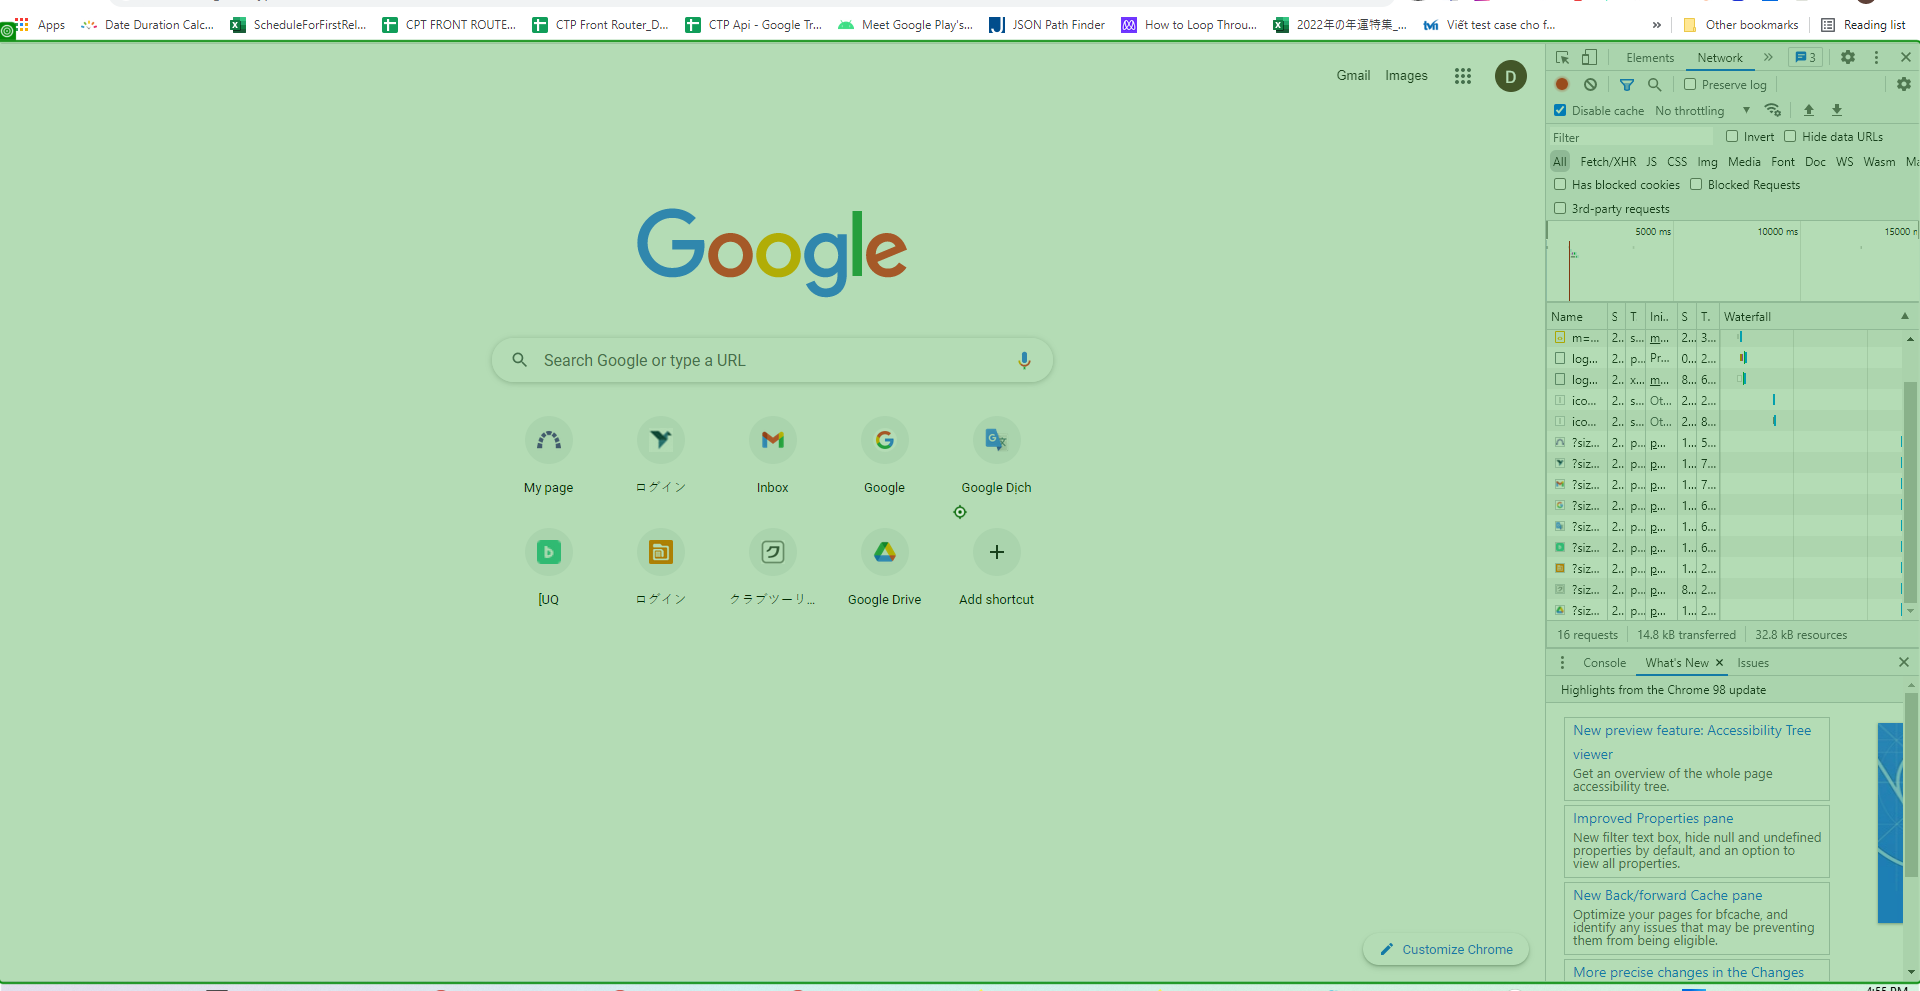 Apps Date Duration Calc... ScheduleForFirstRel... CPT FRONT ROUTE... CTP Front Router_D... CTP Api - Google Tr... Meet Google Play's... JSON Path Finder How to Loop Throu... 2022年の年運特集_... Viết test case cho f... » Other bookmarks Reading list
Gmail Images D
Google
Search Google or type a URL
My page ログイン Inbox Google Google Dịch
[UQ ログイン クラブツーリ... Google Drive Add shortcut
Customize Chrome
Elements Network » 3
Preserve log
Disable cache No throttling
Filter Invert Hide data URLs
All Fetch/XHR JS CSS Img Media Font Doc WS Wasm Ma
Has blocked cookies Blocked Requests
3rd-party requests
5000 ms 10000 ms 15000
Name S T Ini.. S T. Waterfall
m=... 2.. s... m... 2... 3...
log... 2.. p... Pr... 0... 2...
log... 2.. x... m... 8... 6...
ico... 2.. s... Ot... 2... 2...
ico... 2.. s... Ot... 2... 8...
?siz... 2.. p... p... 1... 5...
?siz... 2.. p... p... 1... 7...
?siz... 2.. p... p... 1... 7...
?siz... 2.. p... p... 1... 6...
?siz... 2.. p... p... 1... 6...
?siz... 2.. p... p... 1... 6...
?siz... 2.. p... p... 1... 2...
?siz... 2.. p... p... 8... 2...
?siz... 2.. p... p... 1... 2...
16 requests 14.8 kB transferred 32.8 kB resources
Console What's New Issues
Highlights from the Chrome 98 update
New preview feature: Accessibility Tree
viewer
Get an overview of the whole page
accessibility tree.
Improved Properties pane
New filter text box, hide null and undefined
properties by default, and an option to
view all properties.
New Back/forward Cache pane
Optimize your pages for bfcache, and
identify any issues that may be preventing
them from being eligible.
More precise changes in the Changes
4:55 PM